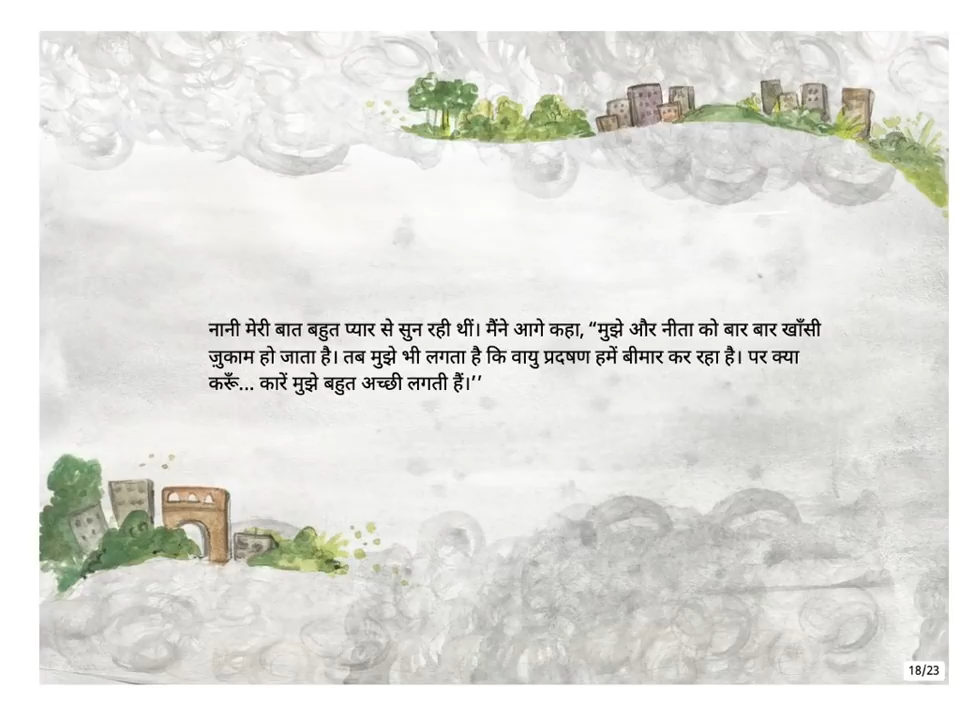 नानी मेरी बात बहुत प्यार से सुन रही थीं। मैंने आगे कहा, “मुझे और नीता को बार बार खाँसी
जु़काम हो जाता है। तब मुझे भी लगता है कि वायु प्रदषण हमें बीमार कर रहा है। पर क्या
करूँ... कारें मुझे बहुत अच्छी लगती हैं।’’
18/23